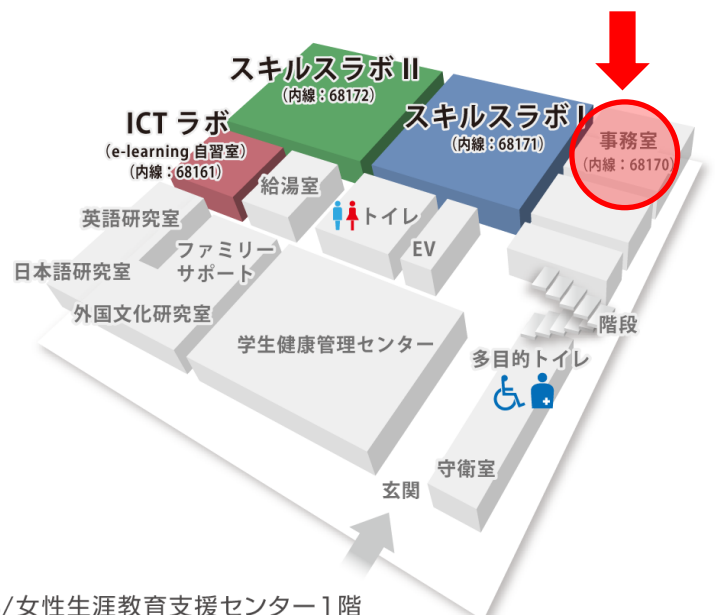 スキルスラボ II
(内線：68172)
スキルスラボ I
(内線：68171)
事務室
(内線：68170)
ICT ラボ
(e-learning 自習室)
(内線：68161)
給湯室
トイレ
EV
英語研究室
ファミリー
サポート
日本語研究室
外国文化研究室
学生健康管理センター
階段
多目的トイレ
守衛室
玄関
/女性生涯教育支援センター1階